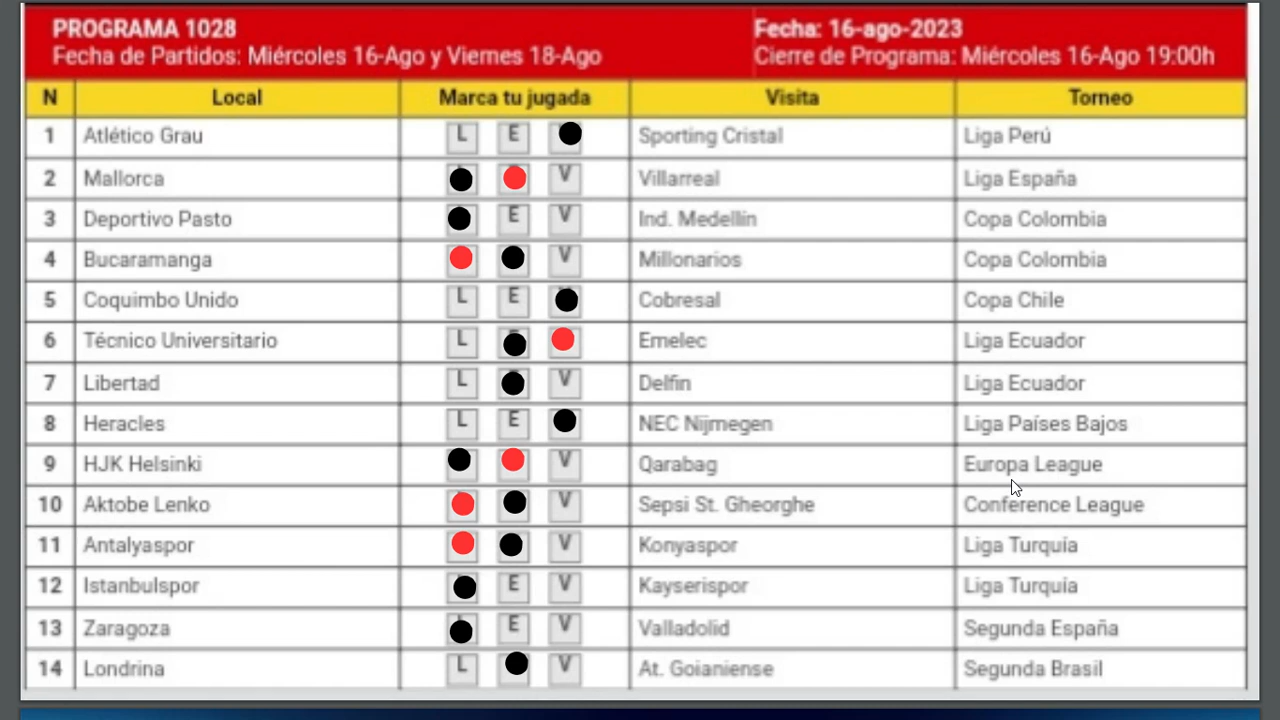 PROGRAMA 1028
Fecha: 16-ago-2023
Fecha de Partidos: Miércoles 16-Ago y Viernes 18-Ago
Cierre de Programa: Miércoles 16-Ago 19:00h
N Local Marca tu jugada Visita Torneo
1 Atlético Grau L E Sporting Cristal Liga Perú
2 Mallorca V Villarreal Liga España
3 Deportivo Pasto E V Ind. Medellín Copa Colombia
4 Bucaramanga V Millonarios Copa Colombia
5 Coquimbo Unido L E Cobresal Copa Chile
6 Técnico Universitario L Emelec Liga Ecuador
7 Libertad L V Delfin Liga Ecuador
8 Heracles L E NEC Nijmegen Liga Países Bajos
9 HJK Helsinki V Qarabag Europa League
10 Aktobe Lenko V Sepsi St. Gheorghe Conference League
11 Antalyaspor V Konyaspor Liga Turquía
12 Istanbulspor E V Kayserispor Liga Turquía
13 Zaragoza E V Valladolid Segunda España
14 Londrina L V At. Goianiense Segunda Brasil